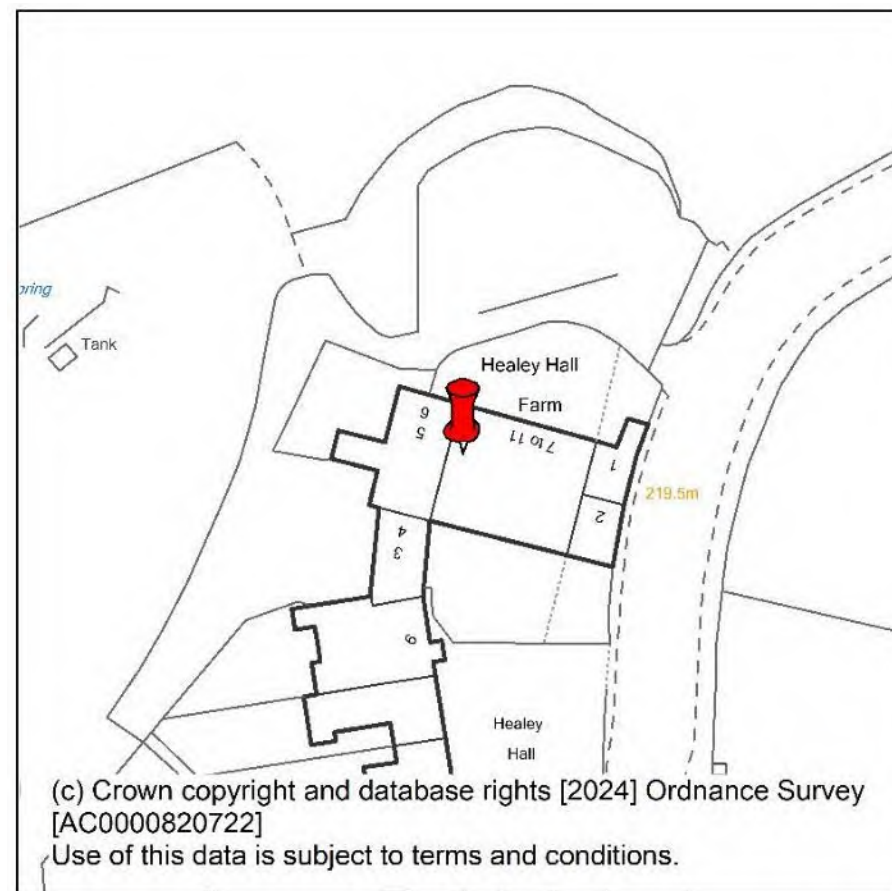 pring
Tank
Healey Hall
Farm
6
5
7 to 11
1
2
219.5m
4
3
9
Healey
Hall
(c) Crown copyright and database rights [2024] Ordnance Survey
[AC0000820722]
Use of this data is subject to terms and conditions.